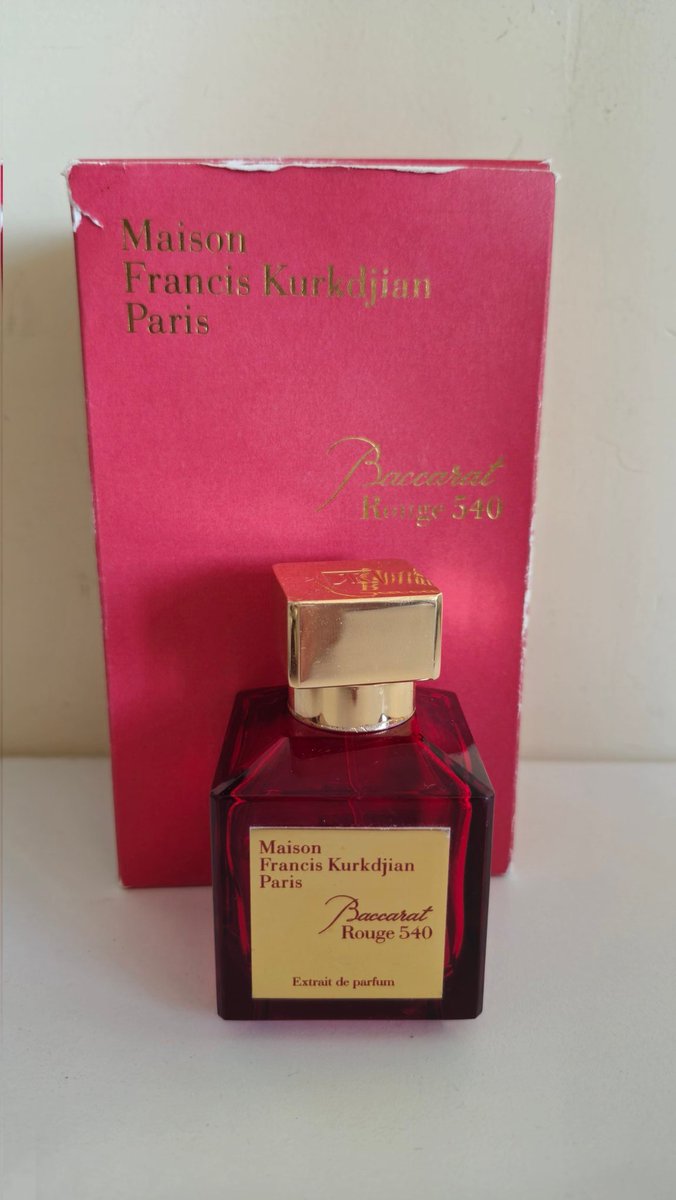 Maison
Francis Kurkdjian
Paris
Baccarat
Rouge 540
Maison
Francis Kurkdjian
Paris
Baccarat
Rouge 540
Extrait de parfum